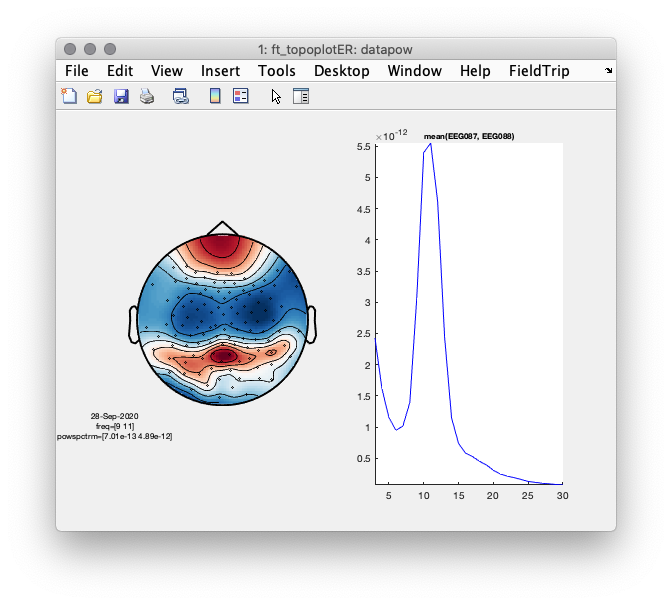 1: ft_topoplotER: datapow
File Edit View Insert Tools Desktop Window Help FieldTrip
×10-12
mean(EEG087, EEG088)
5.5
5
4.5
4
3.5
3
2.5
2
1.5
1
0.5
5 10 15 20 25 30
28-Sep-2020
freq=[9 11]
powspctrm=[7.01e-13 4.89e-12]